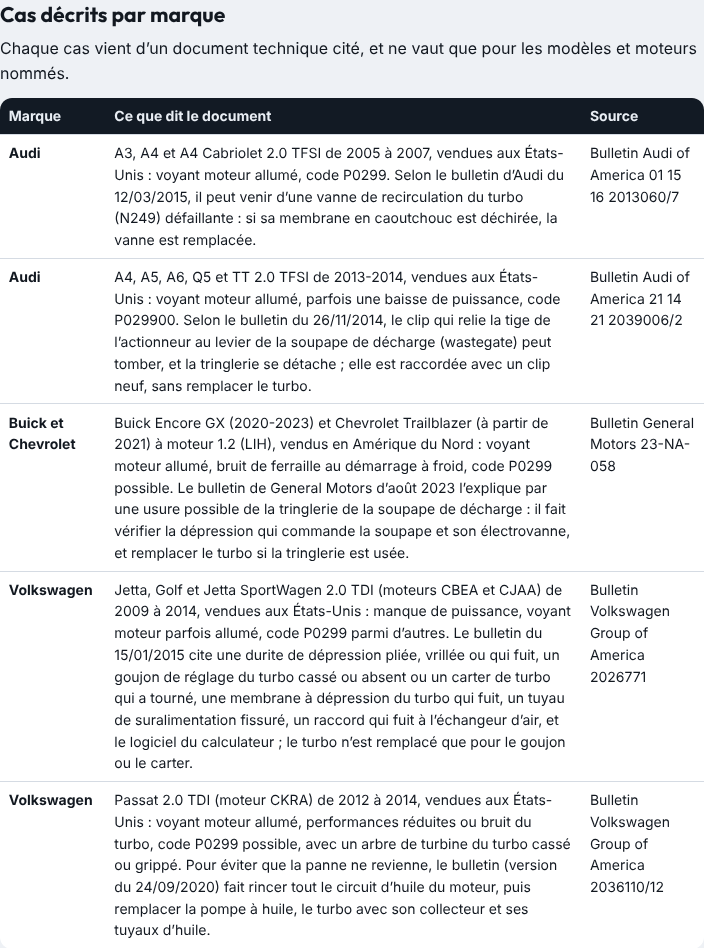 Cas décrits par marque
Chaque cas vient d’un document technique cité, et ne vaut que pour les modèles et moteurs
nommés.
Marque
Ce que dit le document
Source
Audi
A3, A4 et A4 Cabriolet 2.0 TFSI de 2005 à 2007, vendues aux États-
Unis : voyant moteur allumé, code P0299. Selon le bulletin d’Audi du
12/03/2015, il peut venir d’une vanne de recirculation du turbo
(N249) défaillante : si sa membrane en caoutchouc est déchirée, la
vanne est remplacée.
Bulletin Audi of
America 01 15
16 2013060/7
Audi
A4, A5, A6, Q5 et TT 2.0 TFSI de 2013-2014, vendues aux États-
Unis : voyant moteur allumé, parfois une baisse de puissance, code
P029900. Selon le bulletin du 26/11/2014, le clip qui relie la tige de
l’actionneur au levier de la soupape de décharge (wastegate) peut
tomber, et la tringlerie se détache ; elle est raccordée avec un clip
neuf, sans remplacer le turbo.
Bulletin Audi of
America 21 14
21 2039006/2
Buick et
Chevrolet
Buick Encore GX (2020-2023) et Chevrolet Trailblazer (à partir de
2021) à moteur 1.2 (LIH), vendus en Amérique du Nord : voyant
moteur allumé, bruit de ferraille au démarrage à froid, code P0299
possible. Le bulletin de General Motors d’août 2023 l’explique par
une usure possible de la tringlerie de la soupape de décharge : il fait
vérifier la dépression qui commande la soupape et son électrovanne,
et remplacer le turbo si la tringlerie est usée.
Bulletin General
Motors 23-NA-
058
Volkswagen
Jetta, Golf et Jetta SportWagen 2.0 TDI (moteurs CBEA et CJAA) de
2009 à 2014, vendues aux États-Unis : manque de puissance, voyant
moteur parfois allumé, code P0299 parmi d’autres. Le bulletin du
15/01/2015 cite une durite de dépression pliée, vrillée ou qui fuit, un
goujon de réglage du turbo cassé ou absent ou un carter de turbo
qui a tourné, une membrane à dépression du turbo qui fuit, un tuyau
de suralimentation fissuré, un raccord qui fuit à l’échangeur d’air, et
le logiciel du calculateur ; le turbo n’est remplacé que pour le goujon
ou le carter.
Bulletin
Volkswagen
Group of
America
2026771
Volkswagen
Passat 2.0 TDI (moteur CKRA) de 2012 à 2014, vendues aux États-
Unis : voyant moteur allumé, performances réduites ou bruit du
turbo, code P0299 possible, avec un arbre de turbine du turbo cassé
ou grippé. Pour éviter que la panne ne revienne, le bulletin (version
du 24/09/2020) fait rincer tout le circuit d’huile du moteur, puis
remplacer la pompe à huile, le turbo avec son collecteur et ses
tuyaux d’huile.
Bulletin
Volkswagen
Group of
America
2036110/12